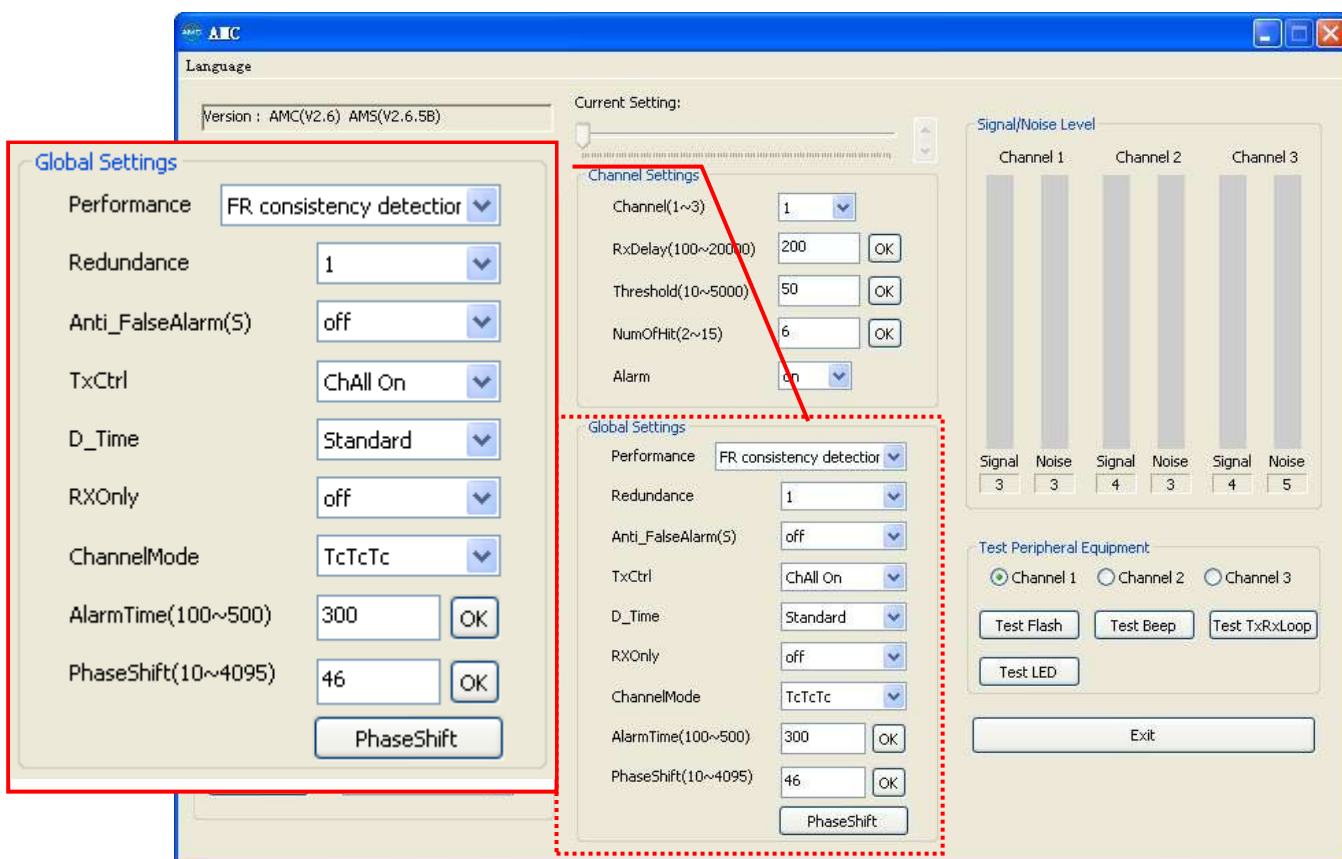 AMC
Language
Version : AMC(V2.6) AMS(V2.6.5B)
Global Settings
Performance FR consistency detection
Redundance 1
Anti_FalseAlarm(S) off
TxCtrl ChAll On
D_Time Standard
RXOnly off
ChannelMode TcTcTc
AlarmTime(100~500) 300 OK
PhaseShift(10~4095) 46 OK
PhaseShift
Current Setting:
Channel Settings
Channel(1~3) 1
RxDelay(100~20000) 200 OK
Threshold(10~5000) 50 OK
NumOfHit(2~15) 6 OK
Alarm on
Global Settings
Performance FR consistency detection
Redundance 1
Anti_FalseAlarm(S) off
TxCtrl ChAll On
D_Time Standard
RXOnly off
ChannelMode TcTcTc
AlarmTime(100~500) 300 OK
PhaseShift(10~4095) 46 OK
PhaseShift
Signal/Noise Level
Channel 1 Channel 2 Channel 3
Signal Noise Signal Noise Signal Noise
3 3 4 3 4 5
Test Peripheral Equipment
Channel 1 Channel 2 Channel 3
Test Flash Test Beep Test TxRxLoop
Test LED
Exit